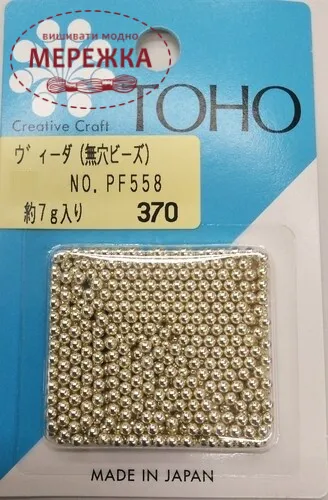 вишивати модно
МЕРЕЖКА
TOHO
Creative Craft
ヴィーダ(無穴ビーズ)
NO.PF558
約7g入り 370
MADE IN JAPAN